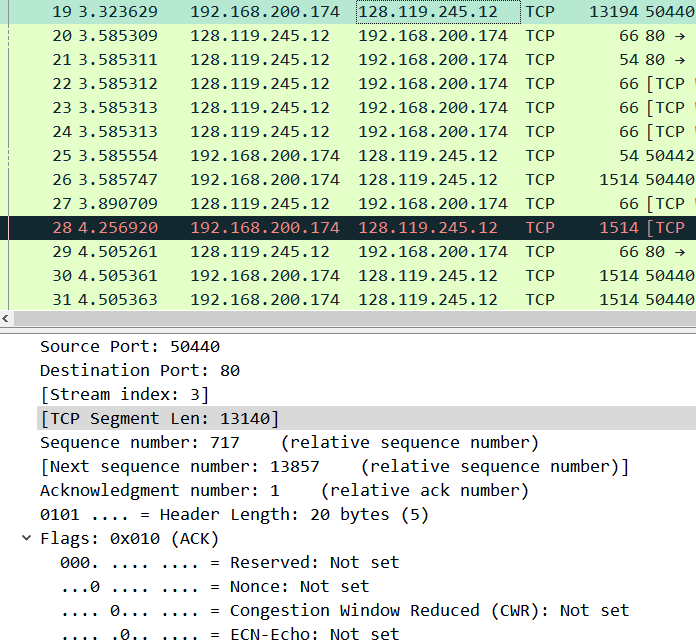 19 3.323629 192.168.200.174 128.119.245.12 TCP 13194 50440
20 3.585309 128.119.245.12 192.168.200.174 TCP 66 80 →
21 3.585311 128.119.245.12 192.168.200.174 TCP 54 80 →
22 3.585312 128.119.245.12 192.168.200.174 TCP 66 [TCP
23 3.585313 128.119.245.12 192.168.200.174 TCP 66 [TCP
24 3.585313 128.119.245.12 192.168.200.174 TCP 66 [TCP
25 3.585554 192.168.200.174 128.119.245.12 TCP 54 50442
26 3.585747 192.168.200.174 128.119.245.12 TCP 1514 50440
27 3.890709 128.119.245.12 192.168.200.174 TCP 66 [TCP
28 4.256920 192.168.200.174 128.119.245.12 TCP 1514 [TCP
29 4.505261 128.119.245.12 192.168.200.174 TCP 66 80 →
30 4.505361 192.168.200.174 128.119.245.12 TCP 1514 50440
31 4.505363 192.168.200.174 128.119.245.12 TCP 1514 50440
Source Port: 50440
Destination Port: 80
[Stream index: 3]
[TCP Segment Len: 13140]
Sequence number: 717 (relative sequence number)
[Next sequence number: 13857 (relative sequence number)]
Acknowledgment number: 1 (relative ack number)
0101 .... = Header Length: 20 bytes (5)
Flags: 0x010 (ACK)
000. .... .... = Reserved: Not set
...0 .... .... = Nonce: Not set
.... 0... .... = Congestion Window Reduced (CWR): Not set
.... .0.. .... = ECN-Echo: Not set